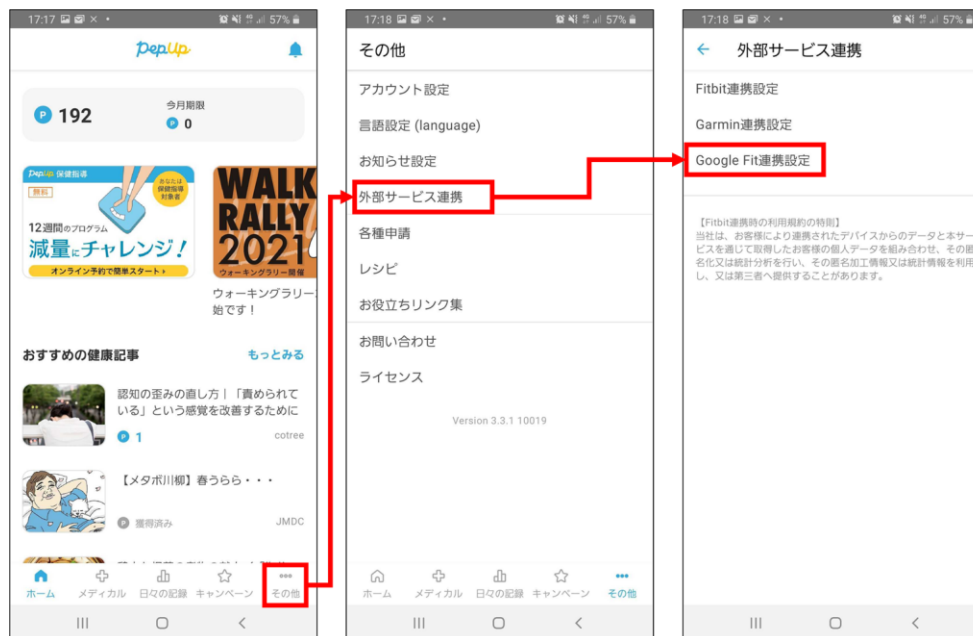 17:17
57%
PepUp
192
今月期限
0
PepUp 保健指導
無料
あなたは
保健指導
対象者
12週間のプログラム
減量にチャレンジ！
オンライン予約で簡単スタート
WALK
RALLY
2021
ウォーキングラリー開催
ウォーキングラリー
始です！
おすすめの健康記事
もっとみる
認知の歪みの直し方｜「責められて
いる」という感覚を改善するために
1
cotree
【メタボ川柳】春うらら・・・
獲得済み
JMDC
ホーム
メディカル
日々の記録
キャンペーン
その他
17:18
57%
その他
アカウント設定
言語設定 (language)
お知らせ設定
外部サービス連携
各種申請
レシピ
お役立ちリンク集
お問い合わせ
ライセンス
Version 3.3.1 10019
ホーム
メディカル
日々の記録
キャンペーン
その他
17:18
57%
外部サービス連携
Fitbit連携設定
Garmin連携設定
Google Fit連携設定
【Fitbit連携時の利用規約の特則】
当社は、お客様により連携されたデバイスからのデータと本サー
ビスを通じて取得したお客様の個人データを組み合わせ、その匿
名化又は統計分析を行い、その匿名加工情報又は統計情報を利用
し、又は第三者へ提供することがあります。